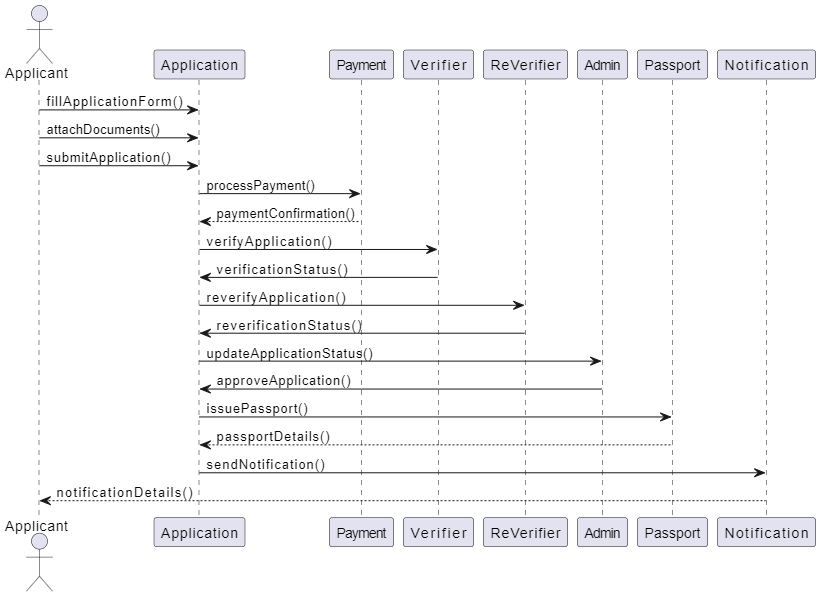 Applicant
Application Payment Verifier ReVerifier Admin Passport Notification
fillApplicationForm()
attachDocuments()
submitApplication()
processPayment()
paymentConfirmation()
verifyApplication()
verificationStatus()
reverifyApplication()
reverificationStatus()
updateApplicationStatus()
approveApplication()
issuePassport()
passportDetails()
sendNotification()
notificationDetails()
Applicant
Application Payment Verifier ReVerifier Admin Passport Notification